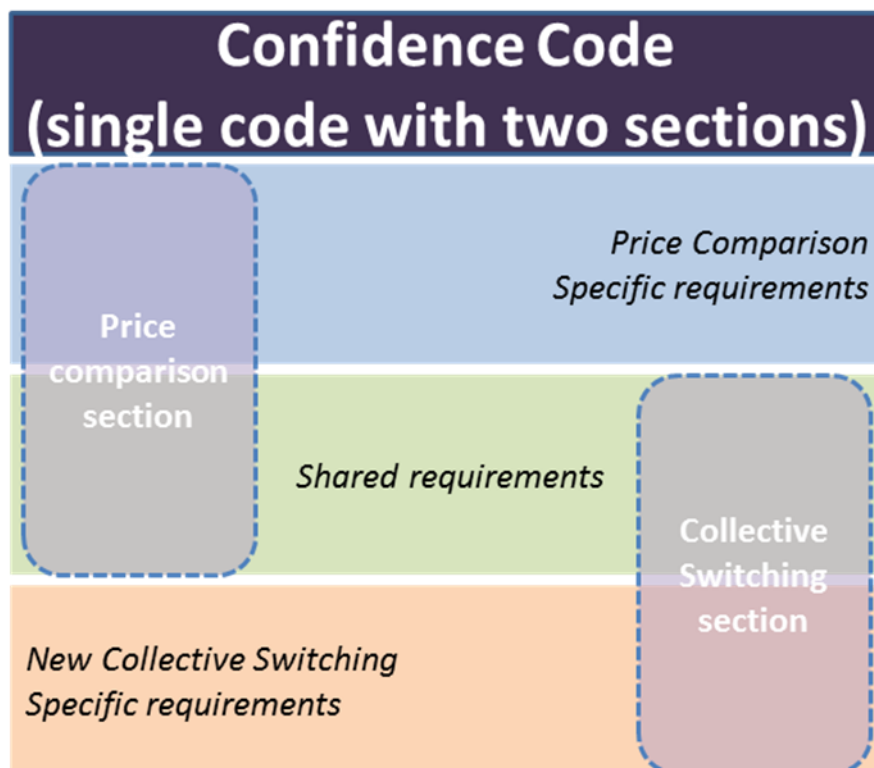 Confidence Code
(single code with two sections)
Price Comparison
Specific requirements
Price
comparison
section
Shared requirements
Collective
Switching
section
New Collective Switching
Specific requirements